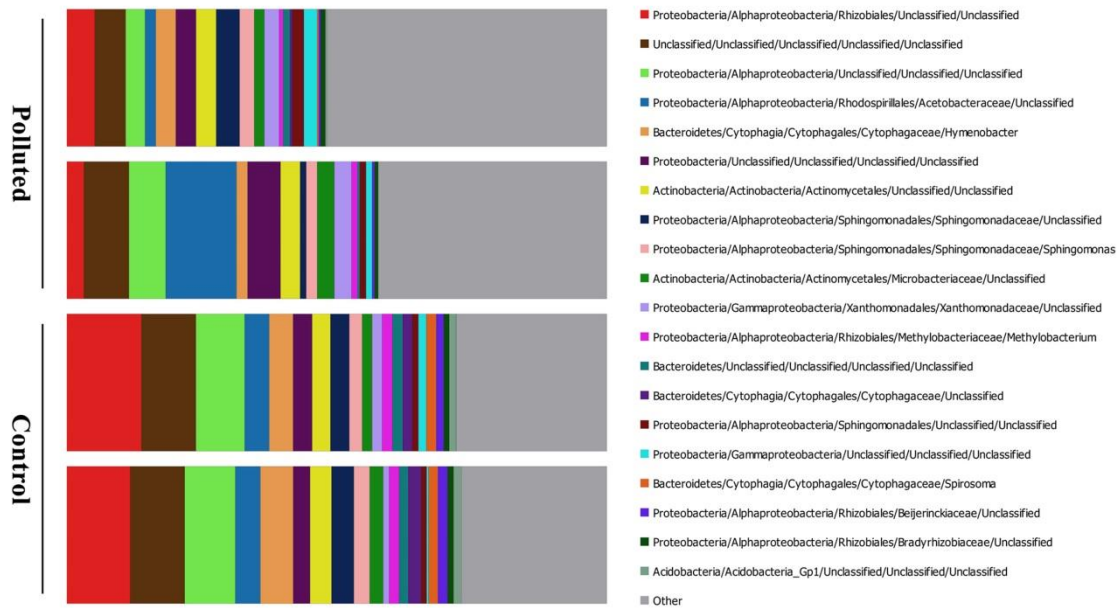 Polluted
Control
Proteobacteria/Alphaproteobacteria/Rhizobiales/Unclassified/Unclassified
Unclassified/Unclassified/Unclassified/Unclassified/Unclassified
Proteobacteria/Alphaproteobacteria/Unclassified/Unclassified/Unclassified
Proteobacteria/Alphaproteobacteria/Rhodospirillales/Acetobacteraceae/Unclassified
Bacteroidetes/Cytophagia/Cytophagales/Cytophagaceae/Hymenobacter
Proteobacteria/Unclassified/Unclassified/Unclassified/Unclassified
Actinobacteria/Actinobacteria/Actinomycetales/Unclassified/Unclassified
Proteobacteria/Alphaproteobacteria/Sphingomonadales/Sphingomonadaceae/Unclassified
Proteobacteria/Alphaproteobacteria/Sphingomonadales/Sphingomonadaceae/Sphingomonas
Actinobacteria/Actinobacteria/Actinomycetales/Microbacteriaceae/Unclassified
Proteobacteria/Gammaproteobacteria/Xanthomonadales/Xanthomonadaceae/Unclassified
Proteobacteria/Alphaproteobacteria/Rhizobiales/Methylobacteriaceae/Methylobacterium
Bacteroidetes/Unclassified/Unclassified/Unclassified/Unclassified
Bacteroidetes/Cytophagia/Cytophagales/Cytophagaceae/Unclassified
Proteobacteria/Alphaproteobacteria/Sphingomonadales/Unclassified/Unclassified
Proteobacteria/Gammaproteobacteria/Unclassified/Unclassified/Unclassified
Bacteroidetes/Cytophagia/Cytophagales/Cytophagaceae/Spirosoma
Proteobacteria/Alphaproteobacteria/Rhizobiales/Beijerinckiaceae/Unclassified
Proteobacteria/Alphaproteobacteria/Rhizobiales/Bradyrhizobiaceae/Unclassified
Acidobacteria/Acidobacteria_Gp1/Unclassified/Unclassified/Unclassified
Other